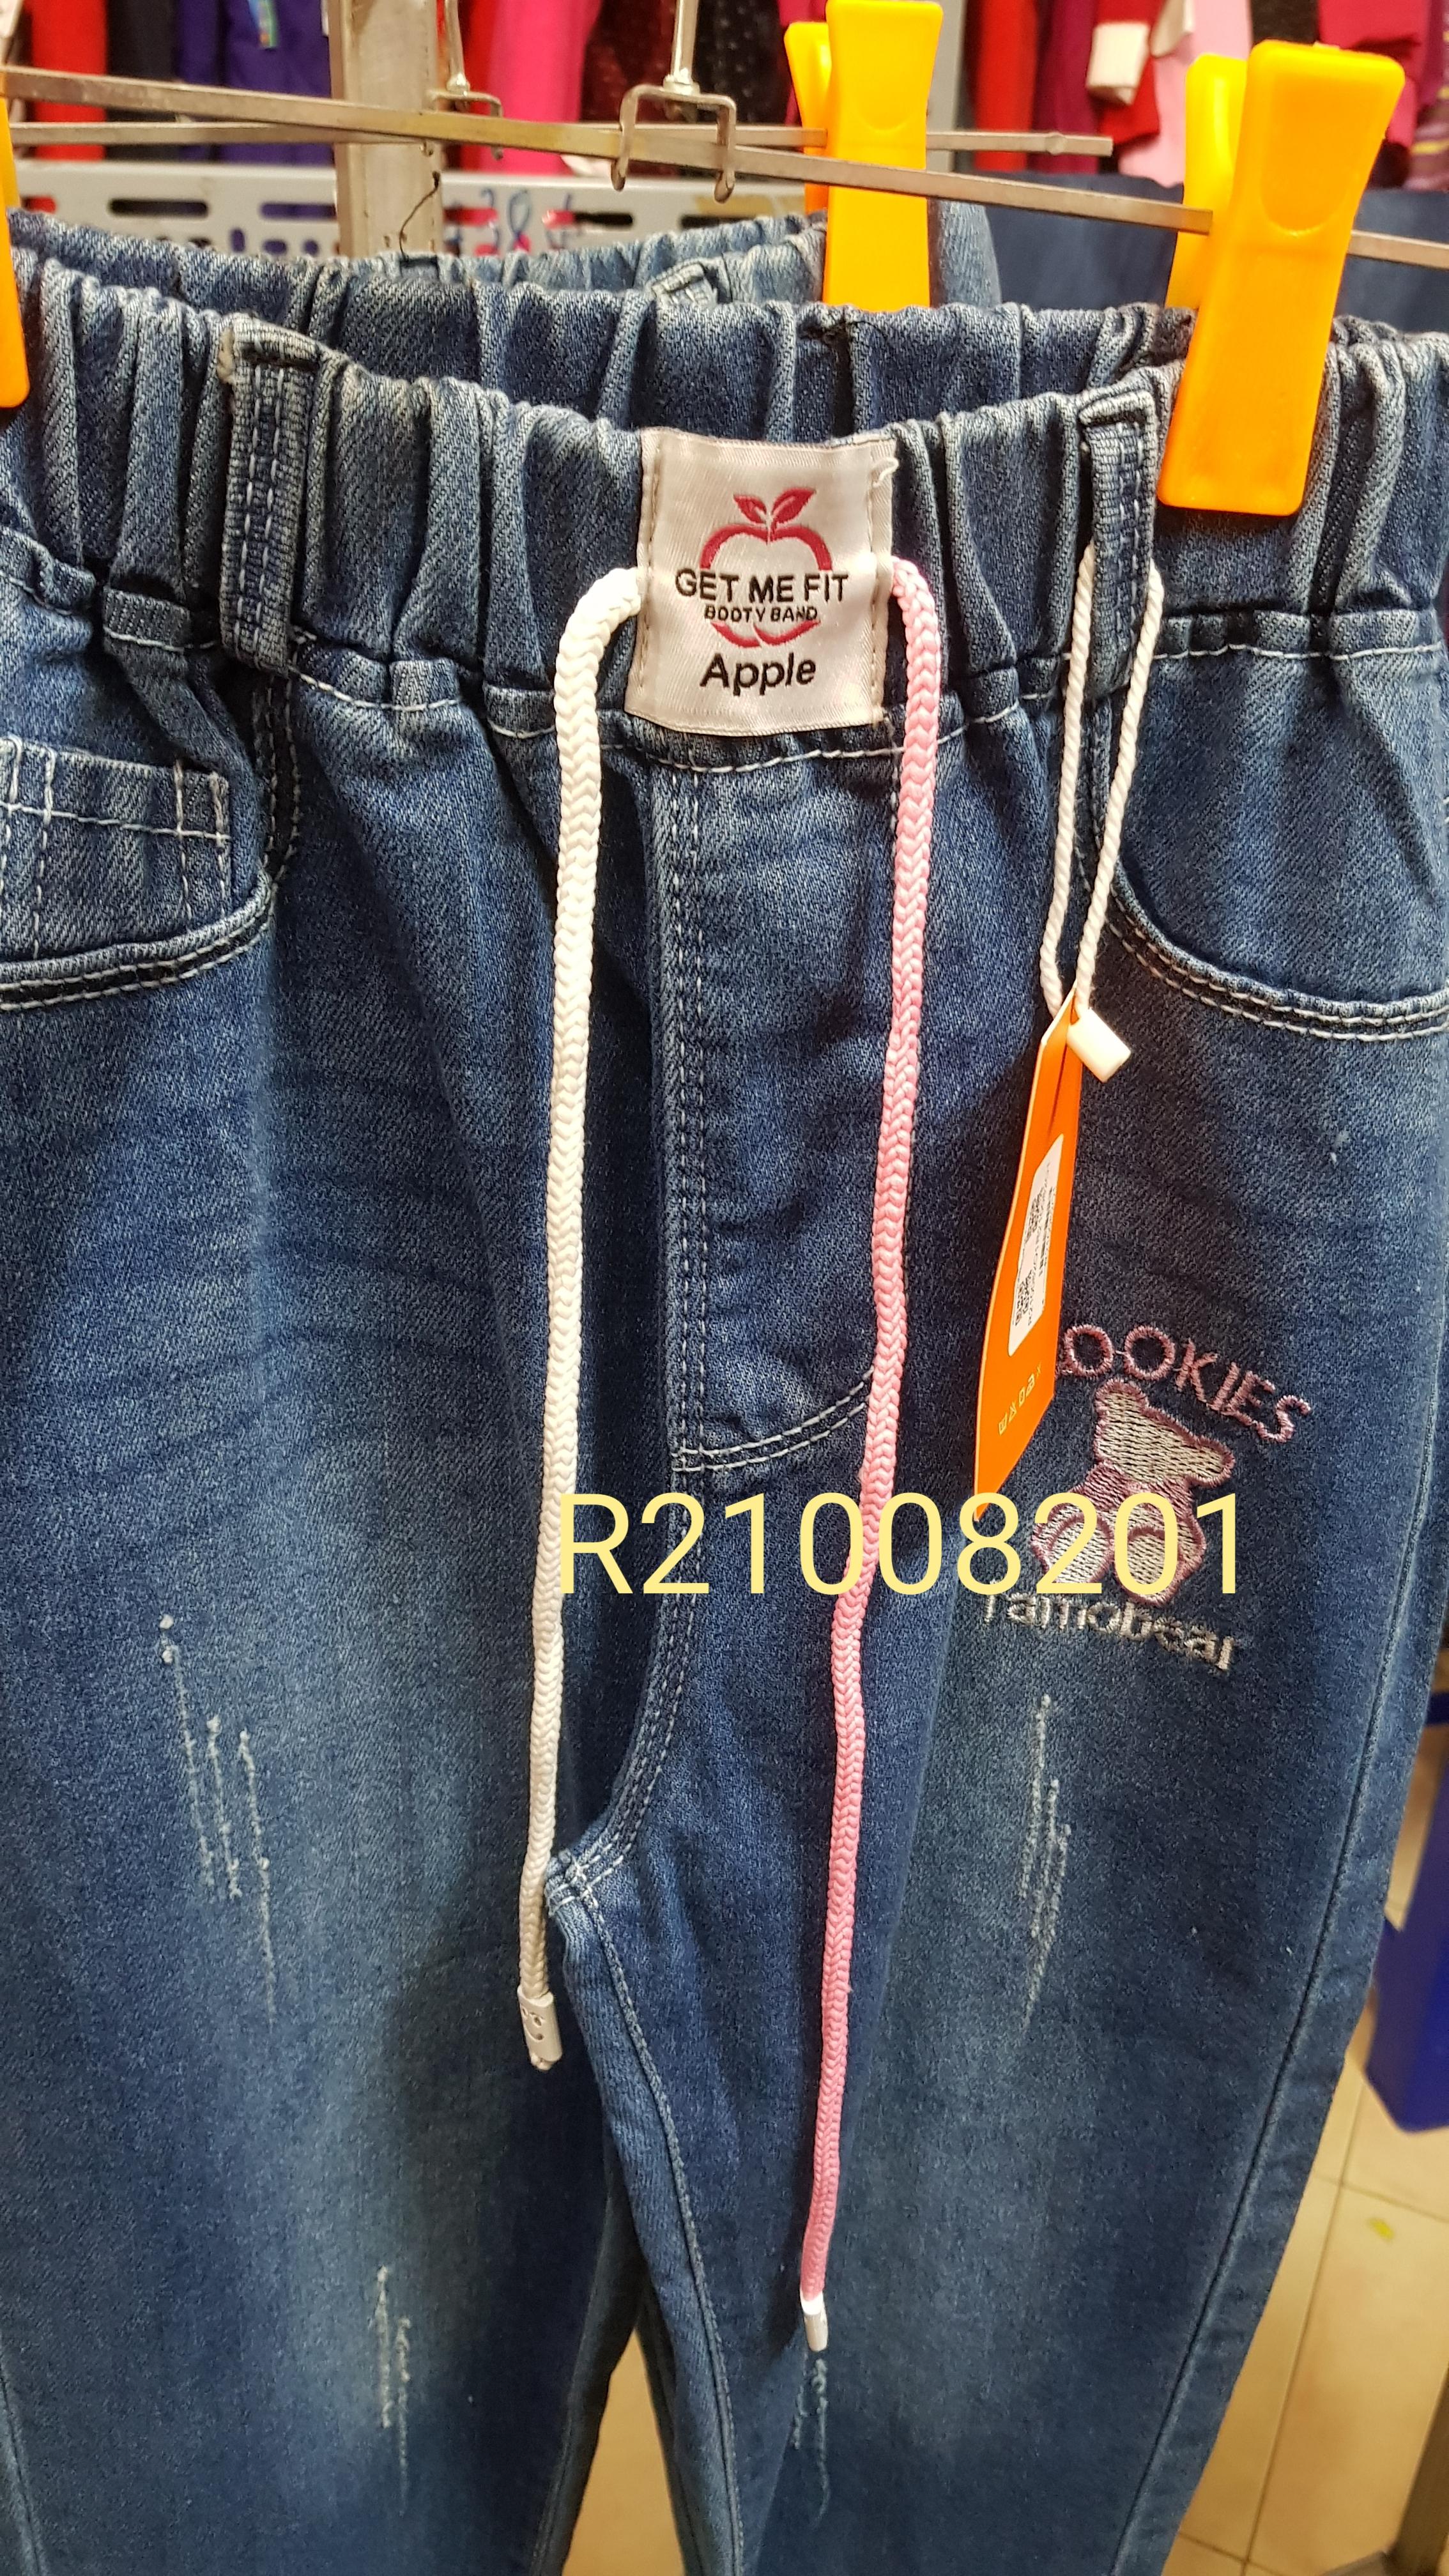 GET ME FIT
BOOTY BAND
Apple
OOKIES
R21008201